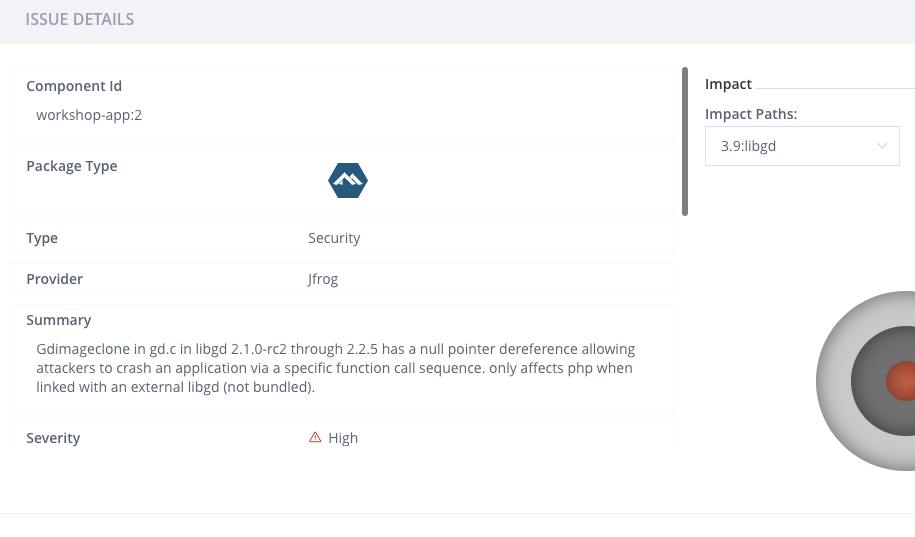 ISSUE DETAILS
Component Id
workshop-app:2
Package Type
Type Security
Provider Jfrog
Summary
Gdimageclone in gd.c in libgd 2.1.0-rc2 through 2.2.5 has a null pointer dereference allowing
attackers to crash an application via a specific function call sequence. only affects php when
linked with an external libgd (not bundled).
Severity High
Impact
Impact Paths:
3.9:libgd